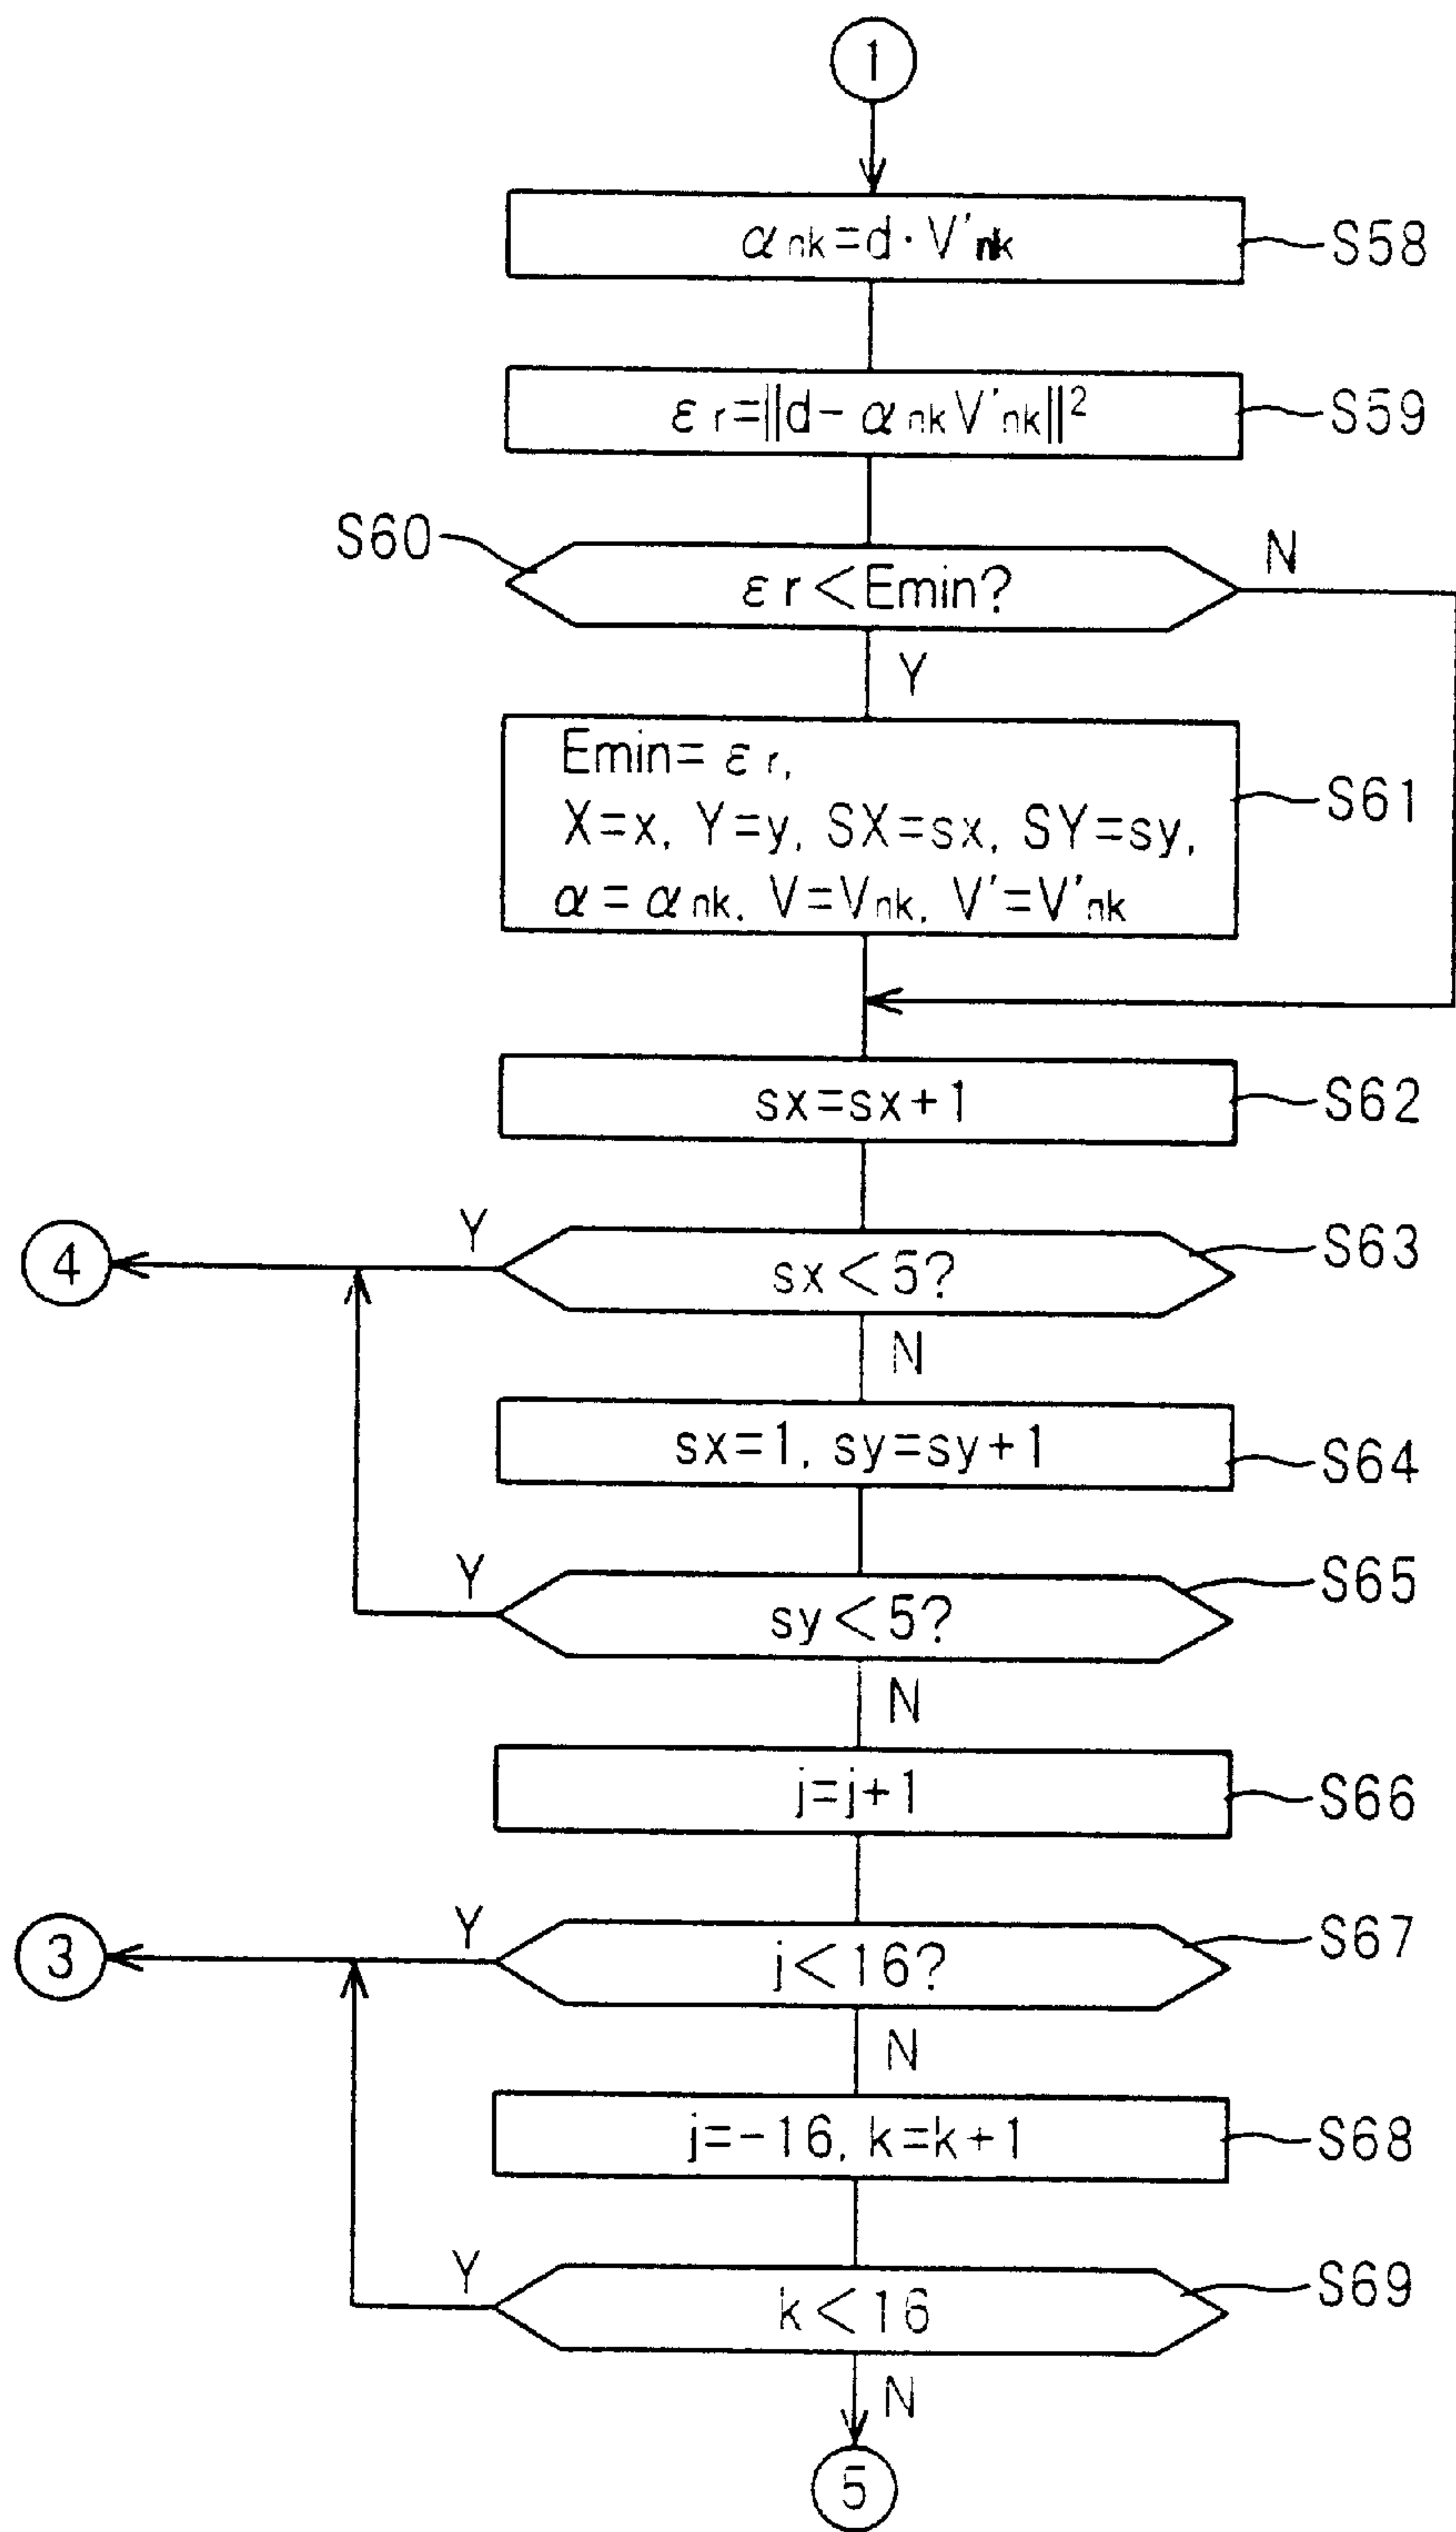 1
αnk=d·V'nk
S58
εr=||d-αnkV'nk||²
S59
S60
εr<Emin?
N
Y
Emin=εr,
X=x, Y=y, SX=sx, SY=sy,
α=αnk, V=Vnk, V'=V'nk
S61
sx=sx+1
S62
4
Y
sx<5?
S63
N
sx=1, sy=sy+1
S64
Y
sy<5?
S65
N
j=j+1
S66
3
Y
j<16?
S67
N
j=-16, k=k+1
S68
Y
k<16
S69
N
5